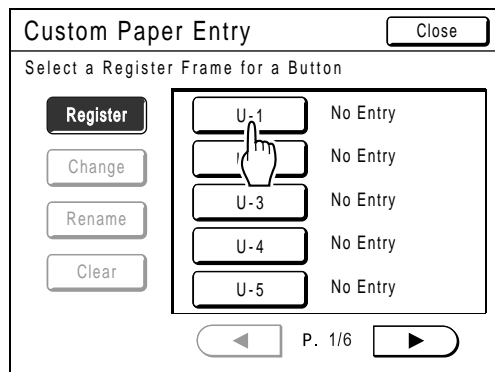 Custom Paper Entry Close
Select a Register Frame for a Button
Register U-1 No Entry
Change No Entry
U-3 No Entry
Rename
U-4 No Entry
Clear
U-5 No Entry
P. 1/6